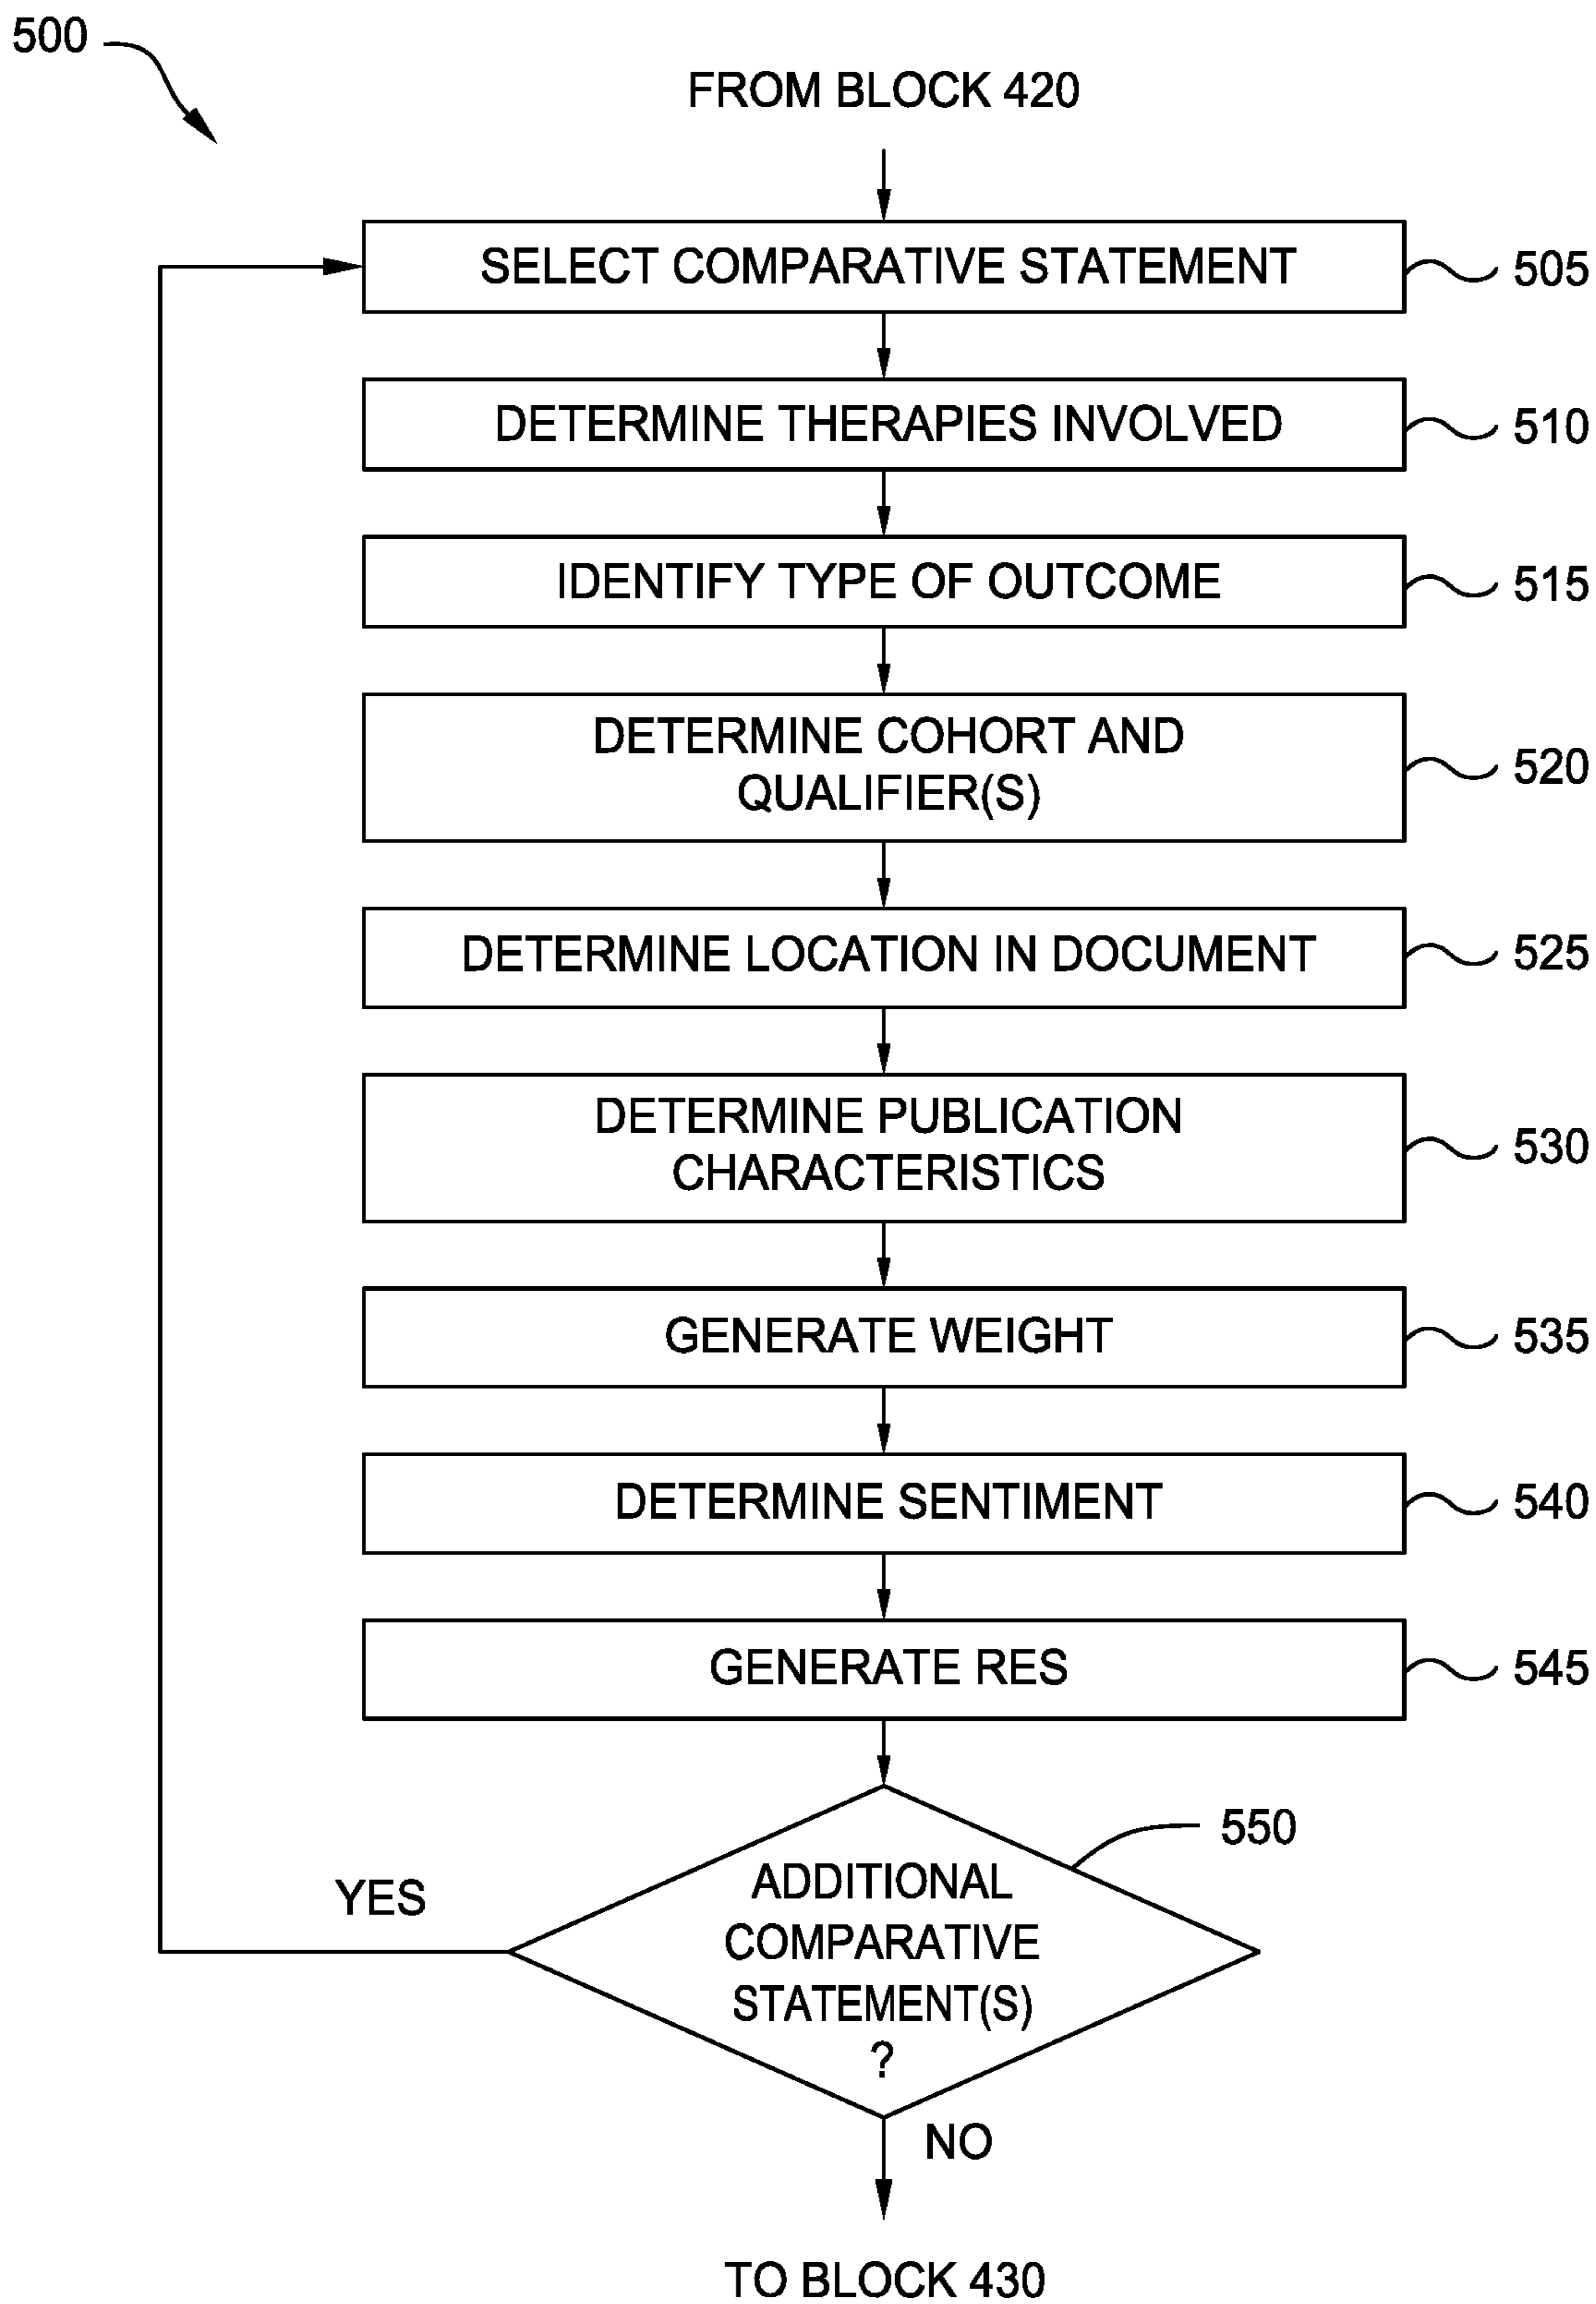 500
FROM BLOCK 420
SELECT COMPARATIVE STATEMENT
505
DETERMINE THERAPIES INVOLVED
510
IDENTIFY TYPE OF OUTCOME
515
DETERMINE COHORT AND
QUALIFIER(S)
520
DETERMINE LOCATION IN DOCUMENT
525
DETERMINE PUBLICATION
CHARACTERISTICS
530
GENERATE WEIGHT
535
DETERMINE SENTIMENT
540
GENERATE RES
545
550
ADDITIONAL
COMPARATIVE
STATEMENT(S)
?
YES
NO
TO BLOCK 430